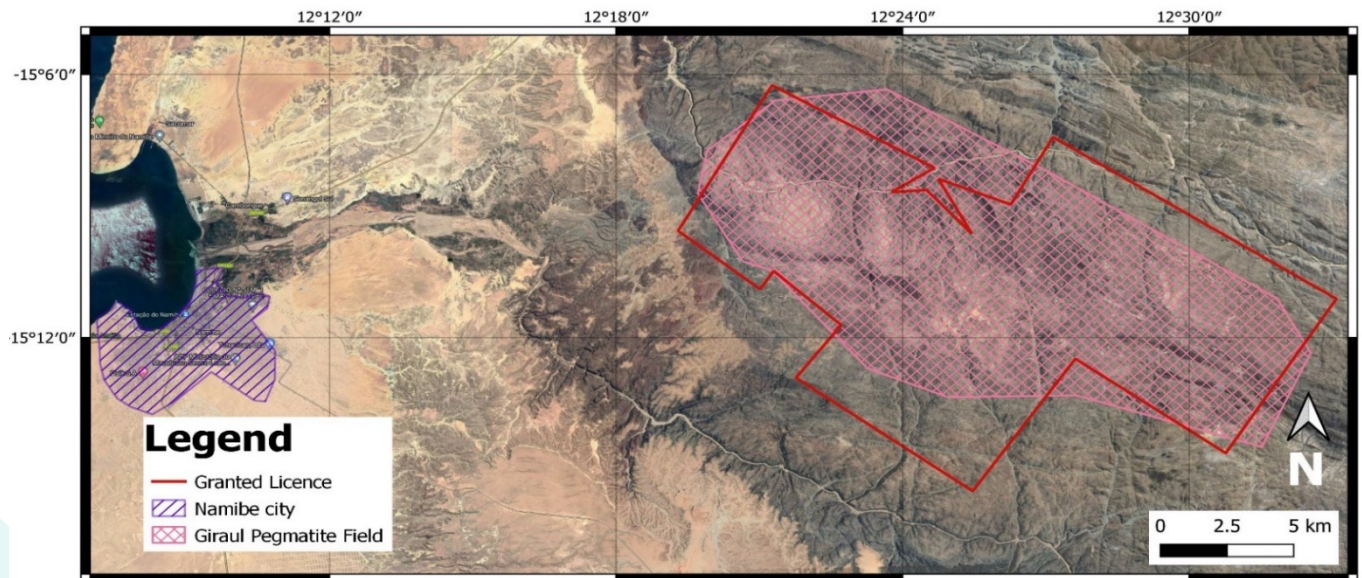 12°12′0″ 12°18′0″ 12°24′0″ 12°30′0″
-15°6′0″
Saramar
-15°12′0″
Legend
Granted Licence
Namibe city
Giraul Pegmatite Field
N
0 2.5 5 km